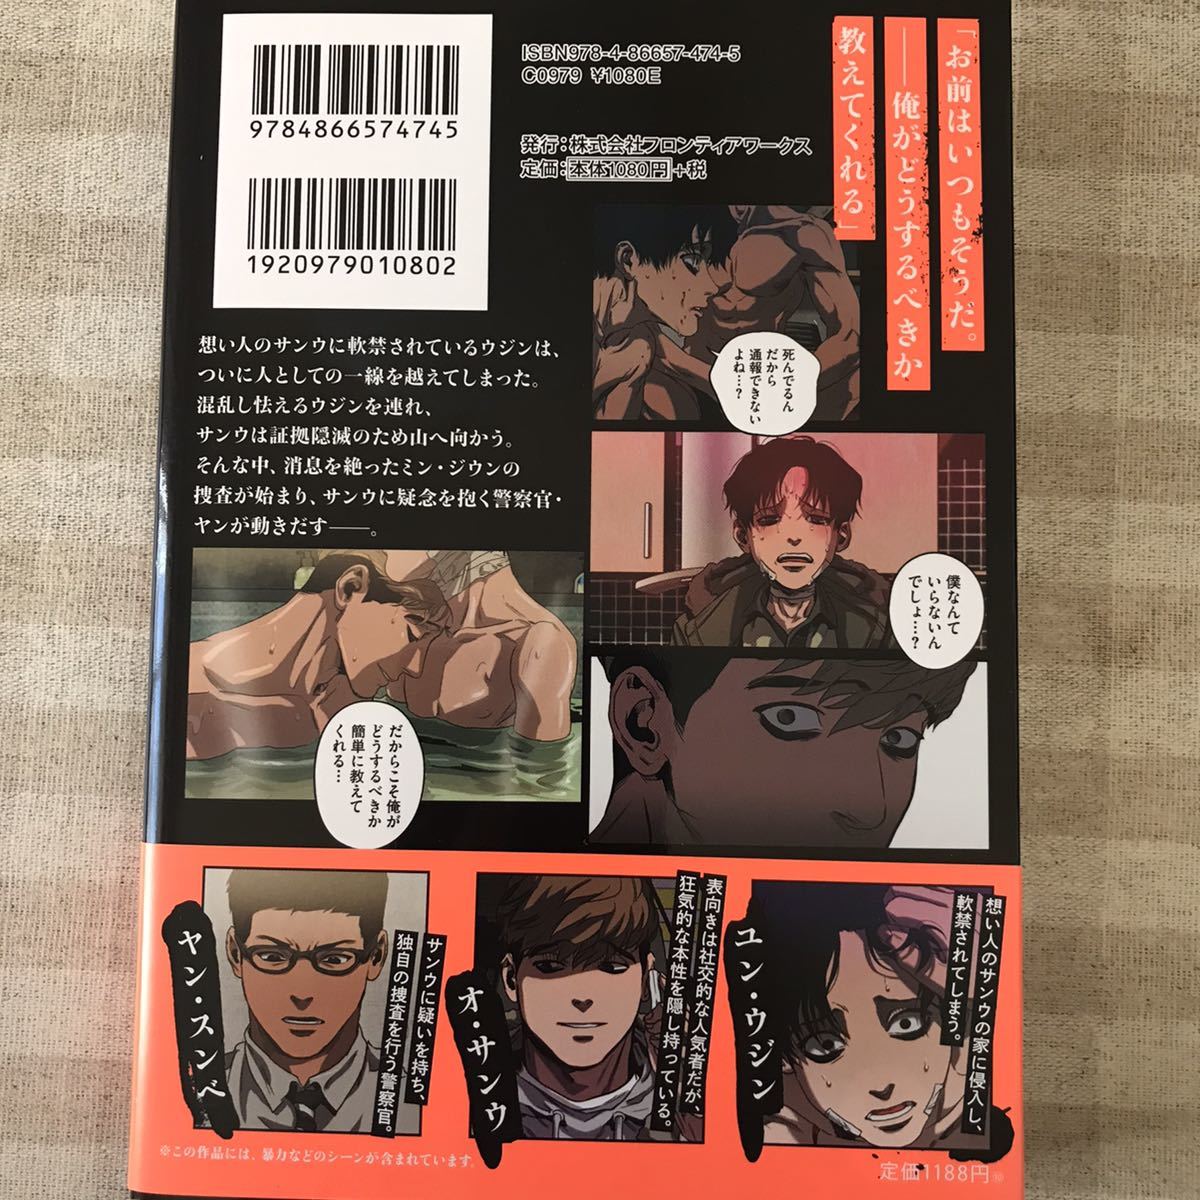 「お前はいつもそうだ。
——俺がどうするべきか
教えてくれる」
ISBN978-4-86657-474-5
C0979 ¥1080E
発行：株式会社フロンティアワークス
定価：本体1080円+税
9784866574745
1920979010802
想い人のサンウに軟禁されているウジンは、
ついに人としての一線を越えてしまった。
混乱し怯えるウジンを連れ、
サンウは証拠隠滅のため山へ向かう。
そんな中、消息を絶ったミン・ジウンの
捜査が始まり、サンウに疑念を抱く警察官・
ヤンが動きだす——。
死んでるん
だから
通報できない
よね…？
僕なんて
いらないん
でしょ…？
だからこそ俺が
どうするべきか
簡単に教えて
くれる…
想い人のサンウの家に侵入し、
軟禁されてしまう。
ユン・ウジン
表向きは社交的な人気者だが、
狂気的な本性を隠し持っている。
オ・サンウ
サンウに疑いを持ち、
独自の捜査を行う警察官。
ヤン・スンベ
※この作品には、暴力などのシーンが含まれています。
定価1188円⑩